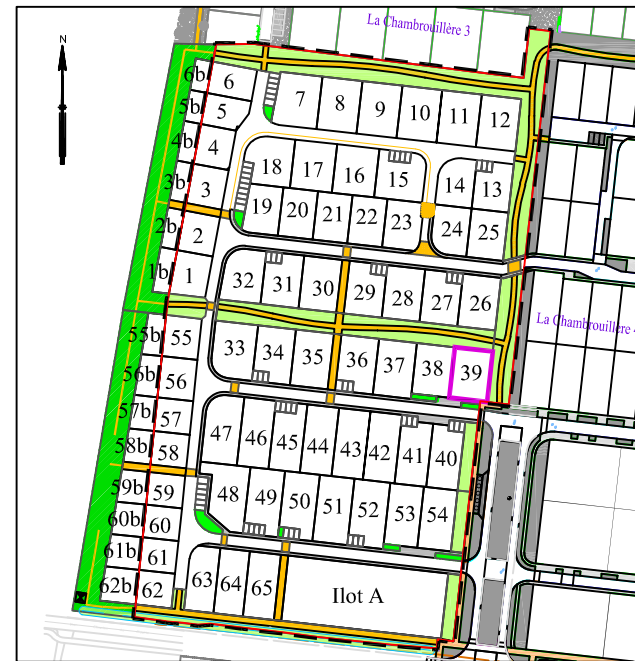 La Chambrouillère 3
N
6b 6 7 8 9 10 11 12
5b 5
4b 4 18 17 16 15 14 13
3b 3 19 20 21 22 23 24 25
2b 2
1b 1 32 31 30 29 28 27 26
La Chambrouillère 4
55b 55 33 34 35 36 37 38 39
56b 56
57b 57 47 46 45 44 43 42 41 40
58b 58
59b 59 48 49 50 51 52 53 54
60b 60
61b 61
62b 62 63 64 65 Ilot A